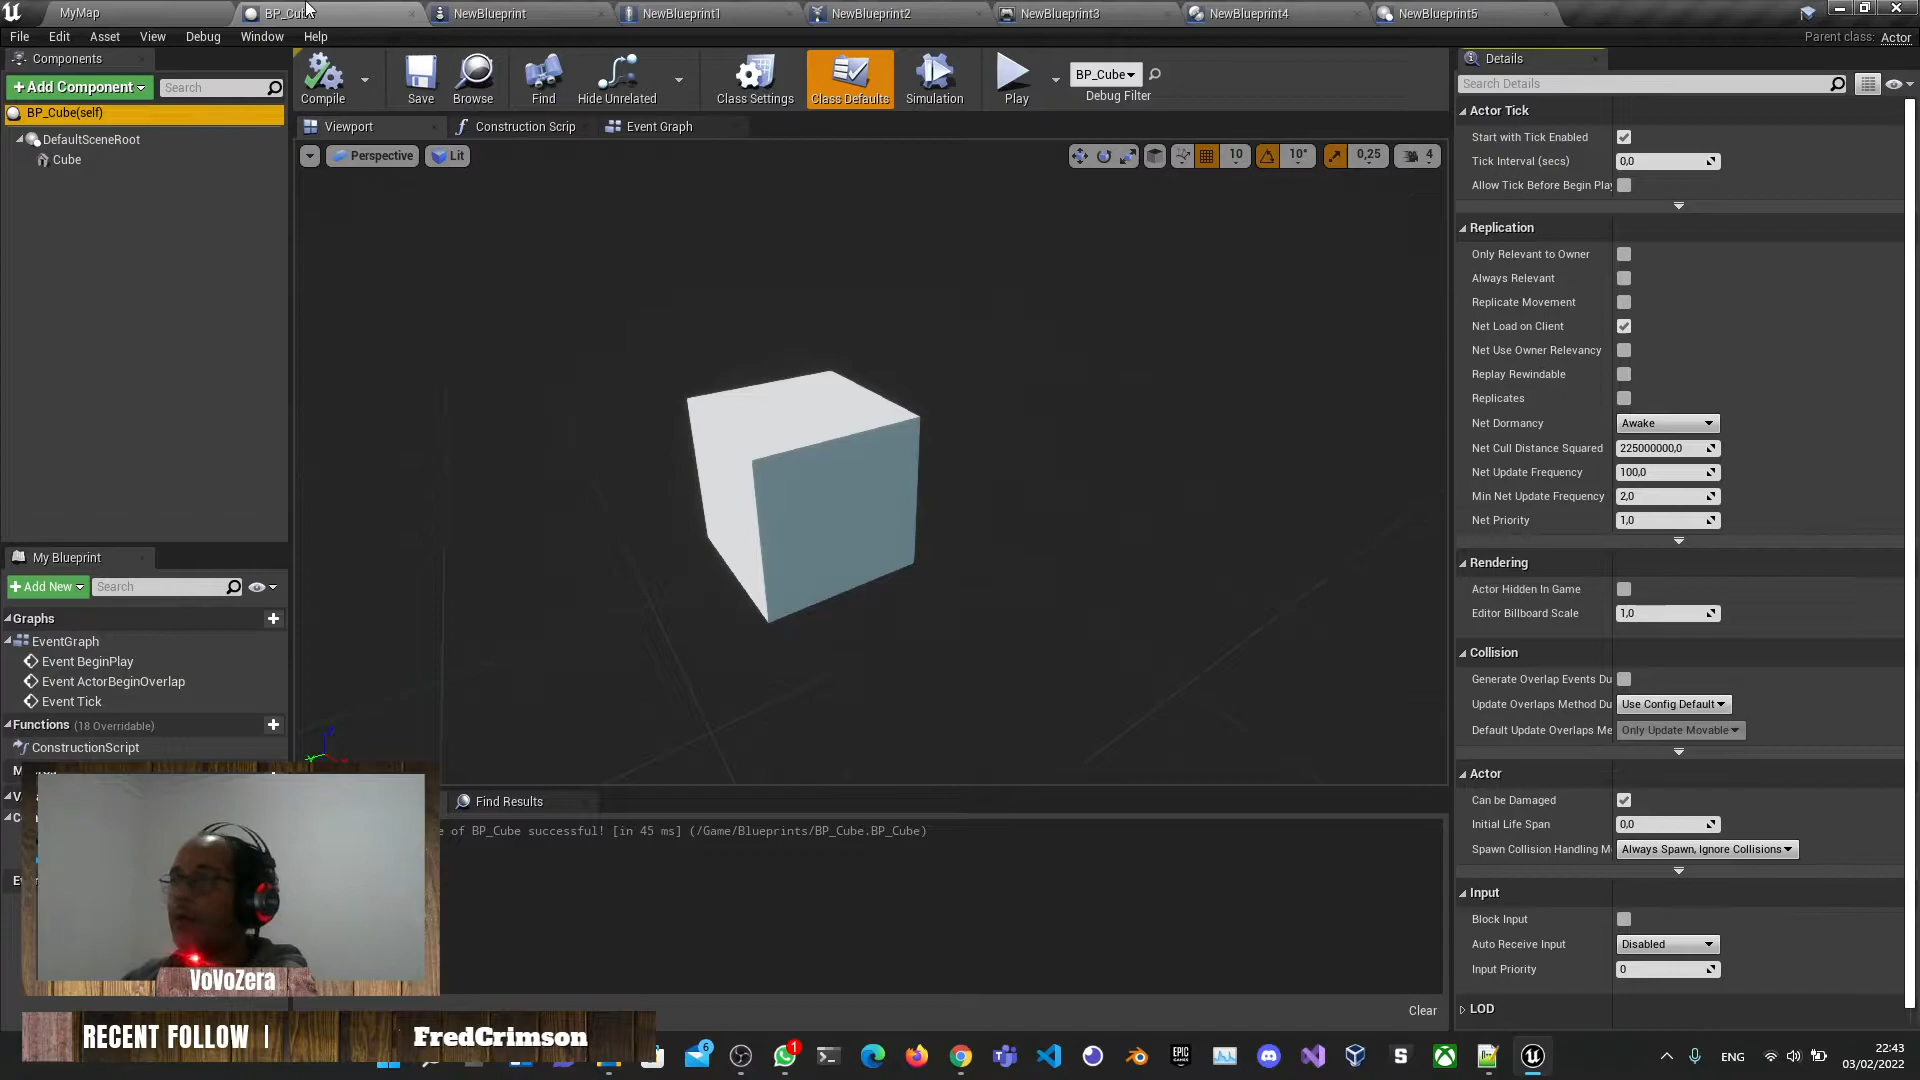 MyMap
BP_Cub
NewBlueprint
NewBlueprint1
NewBlueprint2
NewBlueprint3
NewBlueprint4
NewBlueprint5
File Edit Asset View Debug Window Help
Parent class: Actor
Components
+Add Component
Search
BP_Cube(self)
DefaultSceneRoot
Cube
Compile
Save
Browse
Find
Hide Unrelated
Class Settings
Class Defaults
Simulation
Play
BP_Cube
Debug Filter
Viewport
Construction Scrip
Event Graph
Perspective
Lit
10
10°
0,25
4
My Blueprint
+Add New
Search
Graphs
EventGraph
Event BeginPlay
Event ActorBeginOverlap
Event Tick
Functions (18 Overridable)
ConstructionScript
Find Results
e of BP_Cube successful! [in 45 ms] (/Game/Blueprints/BP_Cube.BP_Cube)
Clear
Details
Search Details
Actor Tick
Start with Tick Enabled
Tick Interval (secs) 0,0
Allow Tick Before Begin Play
Replication
Only Relevant to Owner
Always Relevant
Replicate Movement
Net Load on Client
Net Use Owner Relevancy
Replay Rewindable
Replicates
Net Dormancy Awake
Net Cull Distance Squared 225000000,0
Net Update Frequency 100,0
Min Net Update Frequency 2,0
Net Priority 1,0
Rendering
Actor Hidden In Game
Editor Billboard Scale 1,0
Collision
Generate Overlap Events Du
Update Overlaps Method Du Use Config Default
Default Update Overlaps Me Only Update Movable
Actor
Can be Damaged
Initial Life Span 0,0
Spawn Collision Handling M Always Spawn, Ignore Collisions
Input
Block Input
Auto Receive Input Disabled
Input Priority 0
LOD
VoVoZera
RECENT FOLLOW | FredCrimson
6
1
EPIC GAMES
S
ENG
22:43
03/02/2022